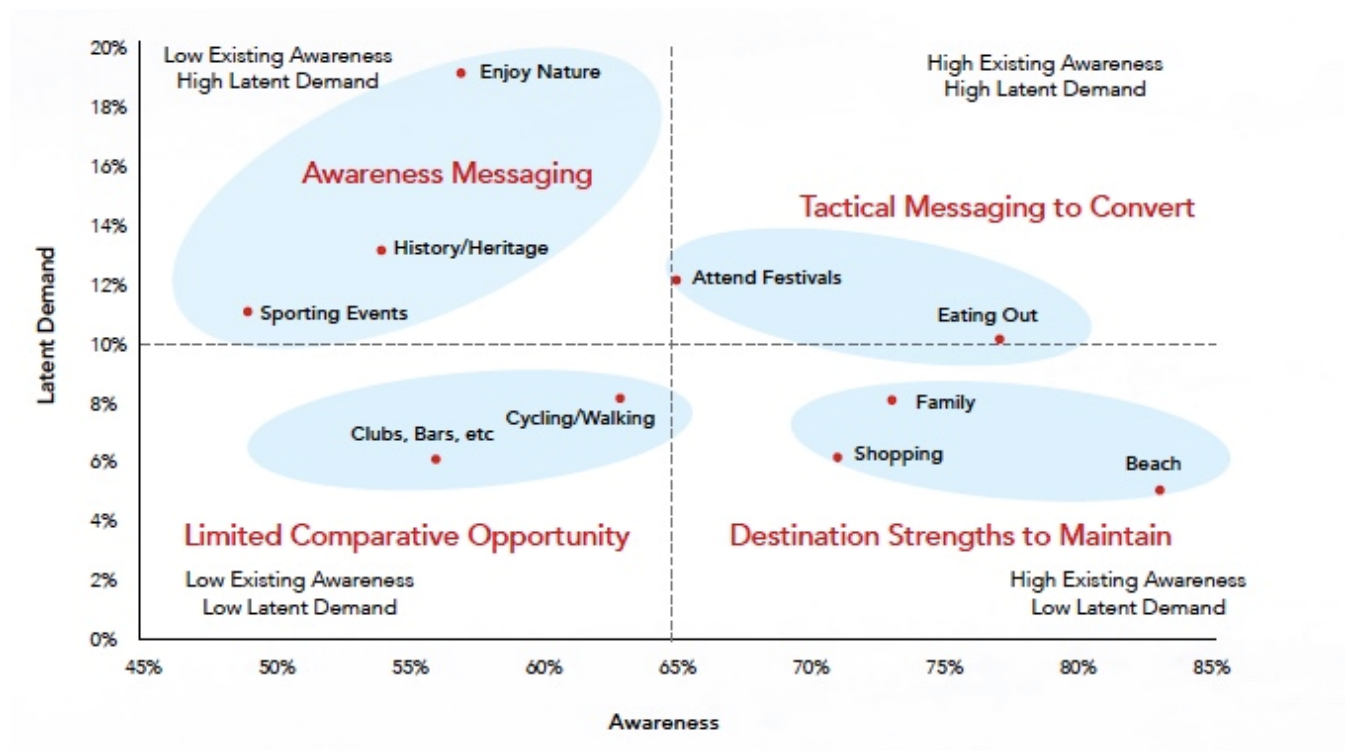 20%
Low Existing Awareness
High Latent Demand
Enjoy Nature
High Existing Awareness
High Latent Demand
18%
16%
Awareness Messaging
Tactical Messaging to Convert
14%
History/Heritage
Attend Festivals
12%
Sporting Events
Eating Out
10%
Latent Demand
8%
Cycling/Walking
Family
Clubs, Bars, etc
Shopping
6%
Beach
4%
Limited Comparative Opportunity
Destination Strengths to Maintain
2%
Low Existing Awareness
Low Latent Demand
High Existing Awareness
Low Latent Demand
0%
45% 50% 55% 60% 65% 70% 75% 80% 85%
Awareness